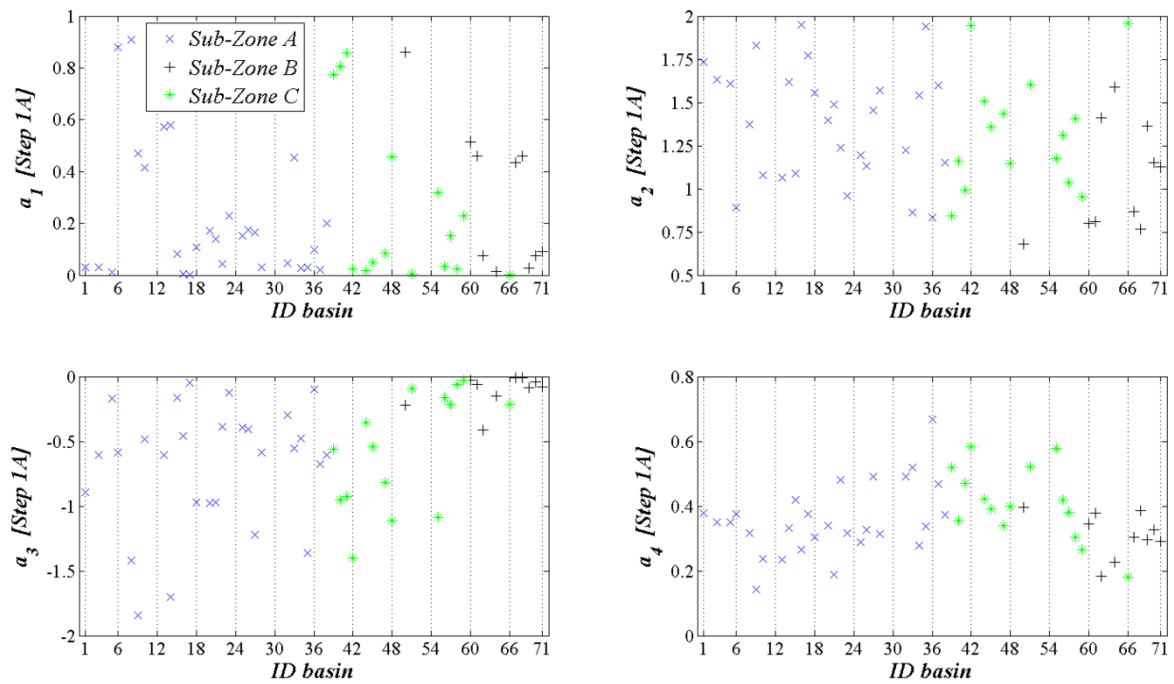 1
0.8
0.6
0.4
0.2
0
a1 [Step 1A]
Sub-Zone A
Sub-Zone B
Sub-Zone C
1 6 12 18 24 30 36 42 48 54 60 66 71
ID basin
2
1.75
1.5
1.25
1
0.75
0.5
a2 [Step 1A]
1 6 12 18 24 30 36 42 48 54 60 66 71
ID basin
0
-0.5
-1
-1.5
-2
a3 [Step 1A]
1 6 12 18 24 30 36 42 48 54 60 66 71
ID basin
0.8
0.6
0.4
0.2
0
a4 [Step 1A]
1 6 12 18 24 30 36 42 48 54 60 66 71
ID basin